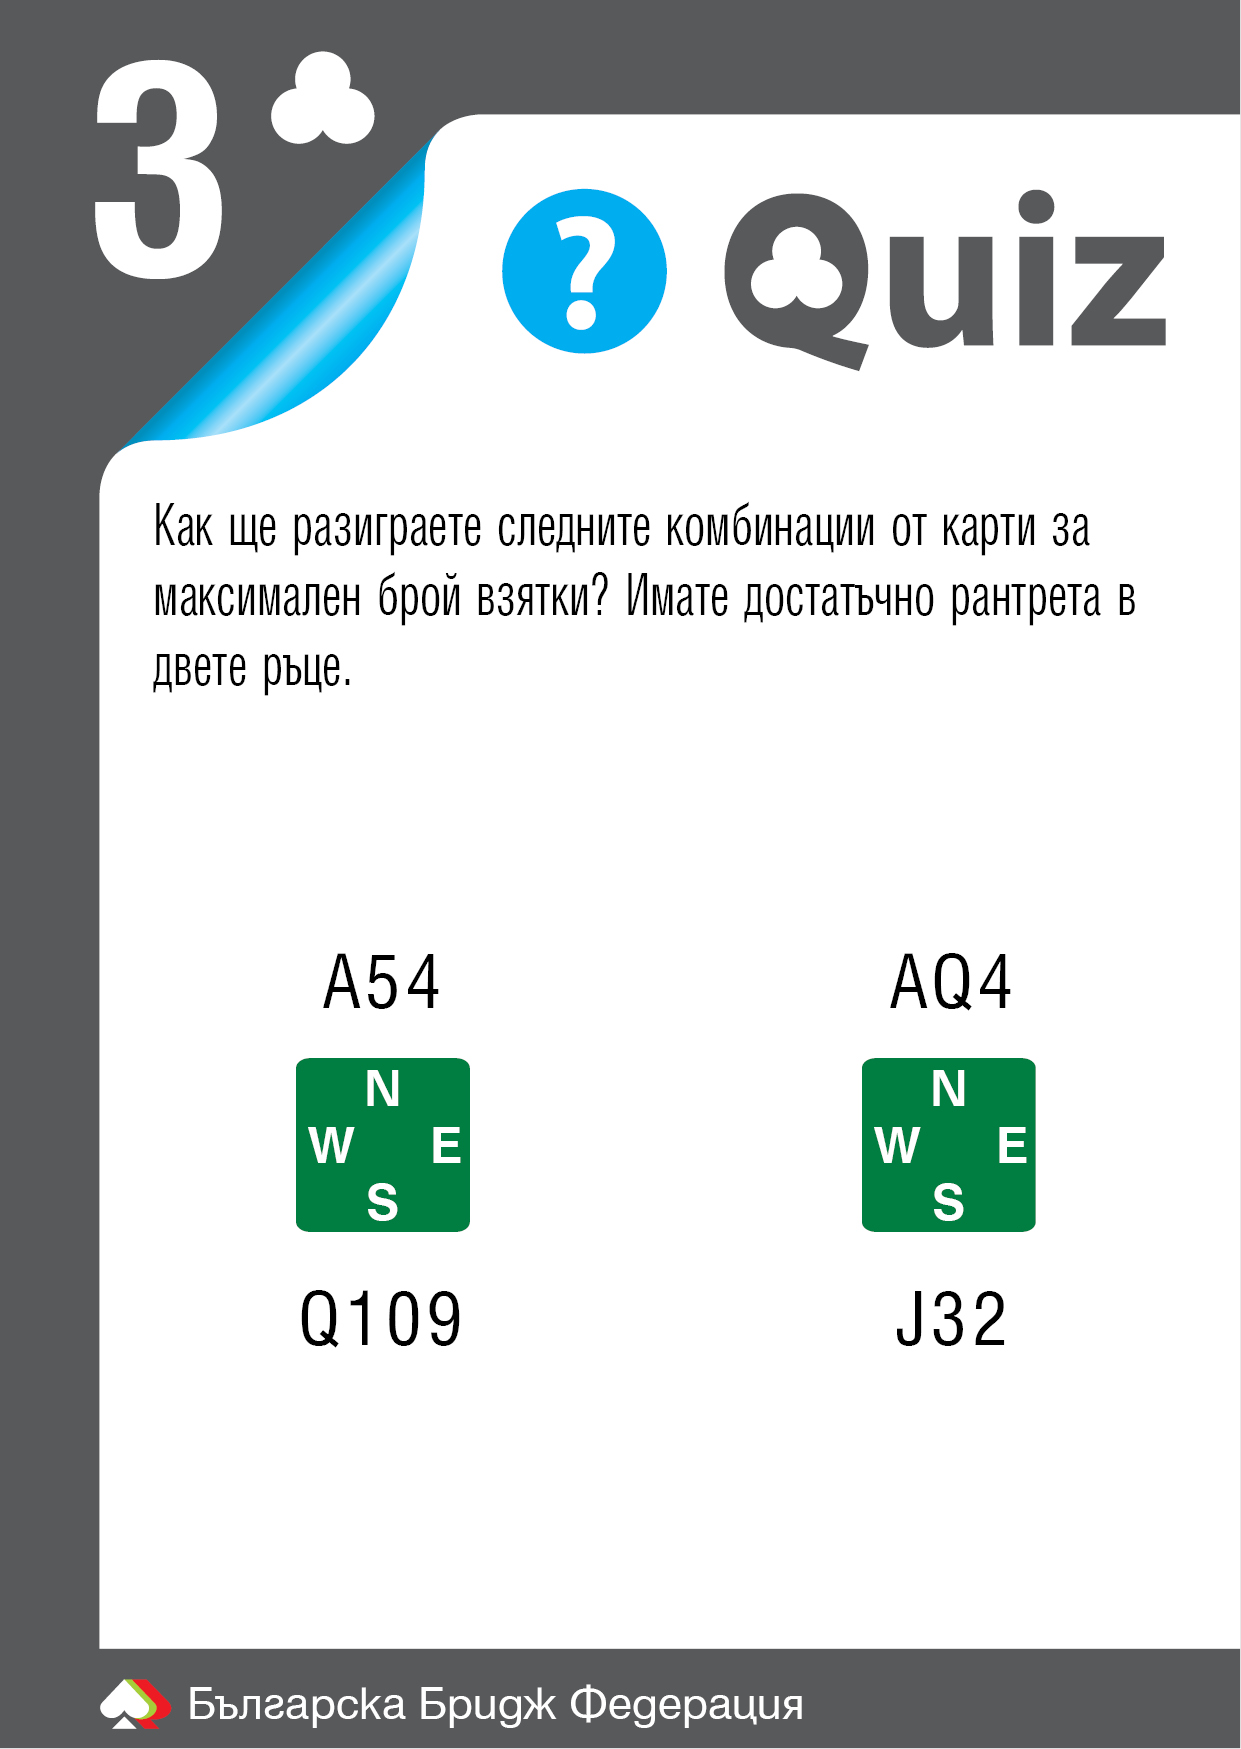 3
? Quiz
Как ще разиграете следните комбинации от карти за
максимален брой взятки? Имате достатъчно рантрета в
двете ръце.
A54
AQ4
N
W E
S
N
W E
S
Q109
J32
Българска Бридж Федерация